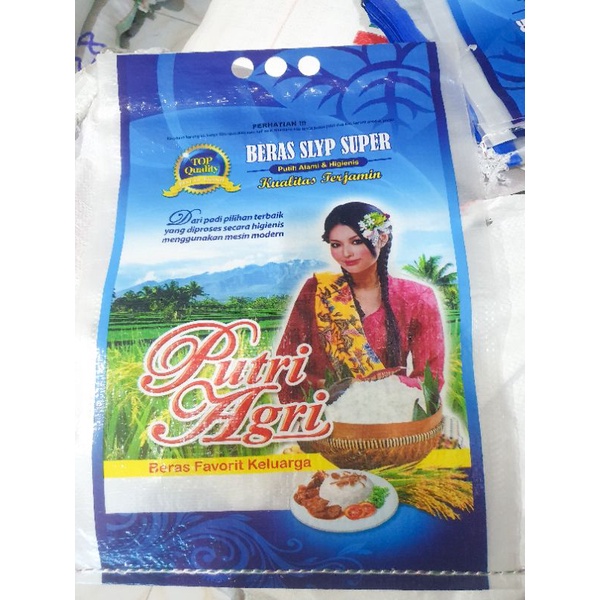 PERHATIAN !!!
BERAS SLYP SUPER
Putih Alami & Higienis
Kualitas Terjamin
TOP
Quality
Dari padi pilihan terbaik
yang diproses secara higienis
menggunakan mesin modern
Putri
Agri
Beras Favorit Keluarga